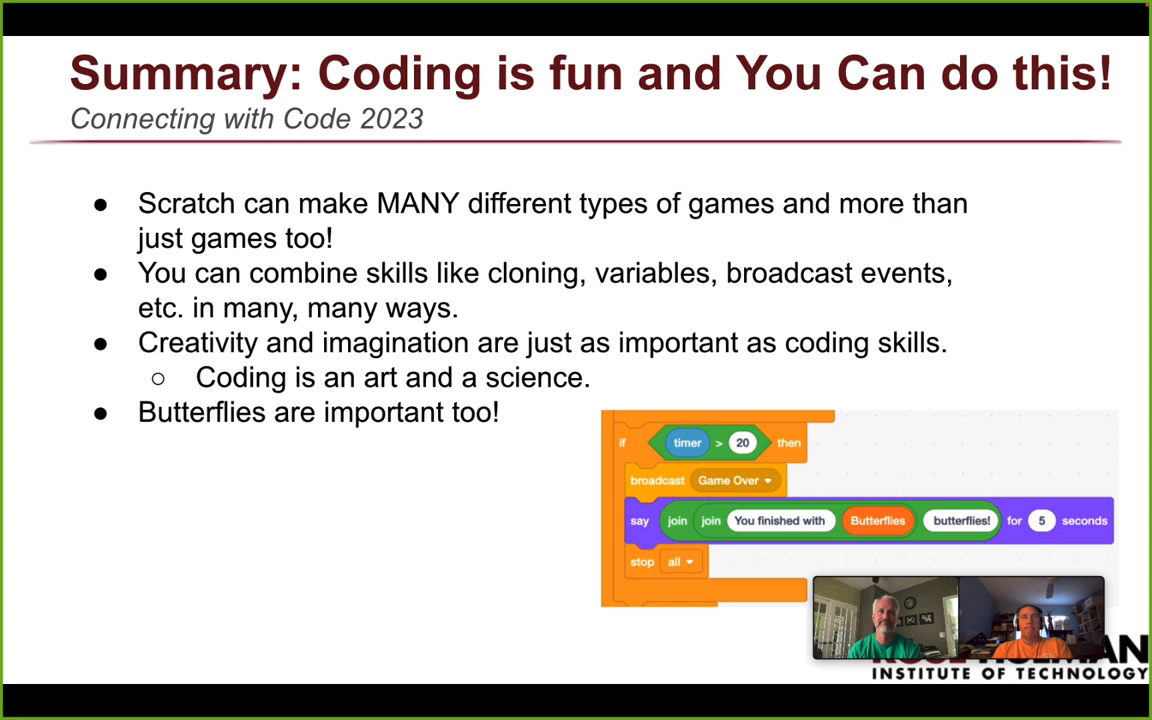 Summary: Coding is fun and You Can do this!
Connecting with Code 2023
● Scratch can make MANY different types of games and more than
just games too!
● You can combine skills like cloning, variables, broadcast events,
etc. in many, many ways.
● Creativity and imagination are just as important as coding skills.
○ Coding is an art and a science.
● Butterflies are important too!
if timer > 20 then
broadcast Game Over
say join join You finished with Butterflies butterflies! for 5 seconds
stop all
INSTITUTE OF TECHNOLOGY